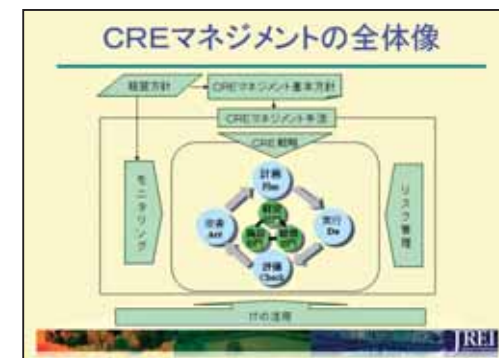 CREマネジメントの全体像
経営方針
CREマネジメント基本方針
CREマネジメント手法
CRE戦略
モニタリング
計画
Plan
実行
Do
評価
Check
改善
Act
リスク管理
ITの活用
JREI